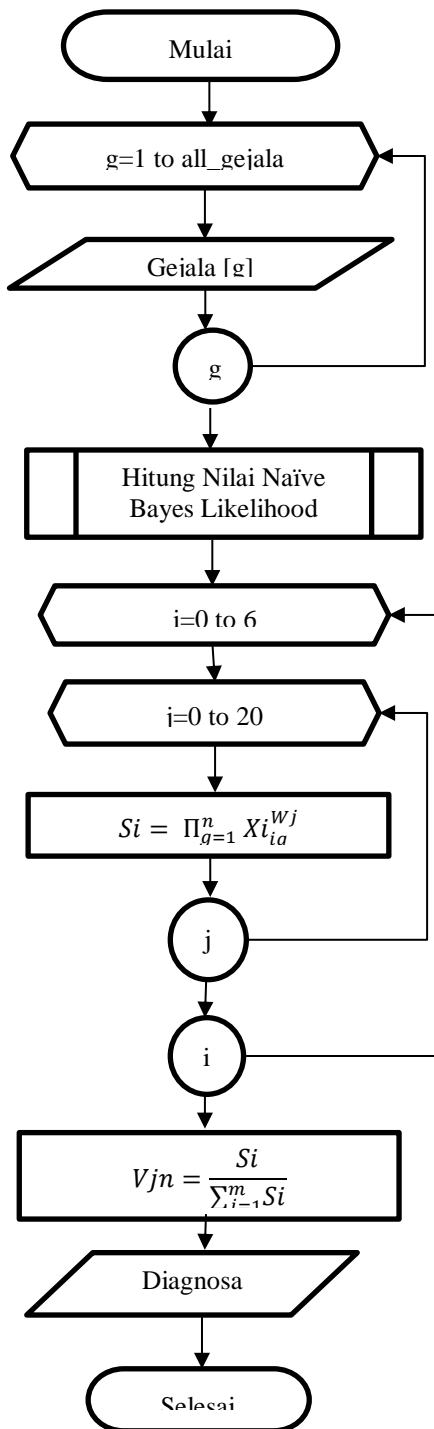 Mulai
g=1 to all_gejala
Gejala [g]
g
Hitung Nilai Naïve
Bayes Likelihood
i=0 to 6
j=0 to 20
Si = Π_{g=1}^{n} Xi_{ig}^{Wj}
j
i
Vjn = Si / ∑_{i=1}^{m} Si
Diagnosa
Selesai